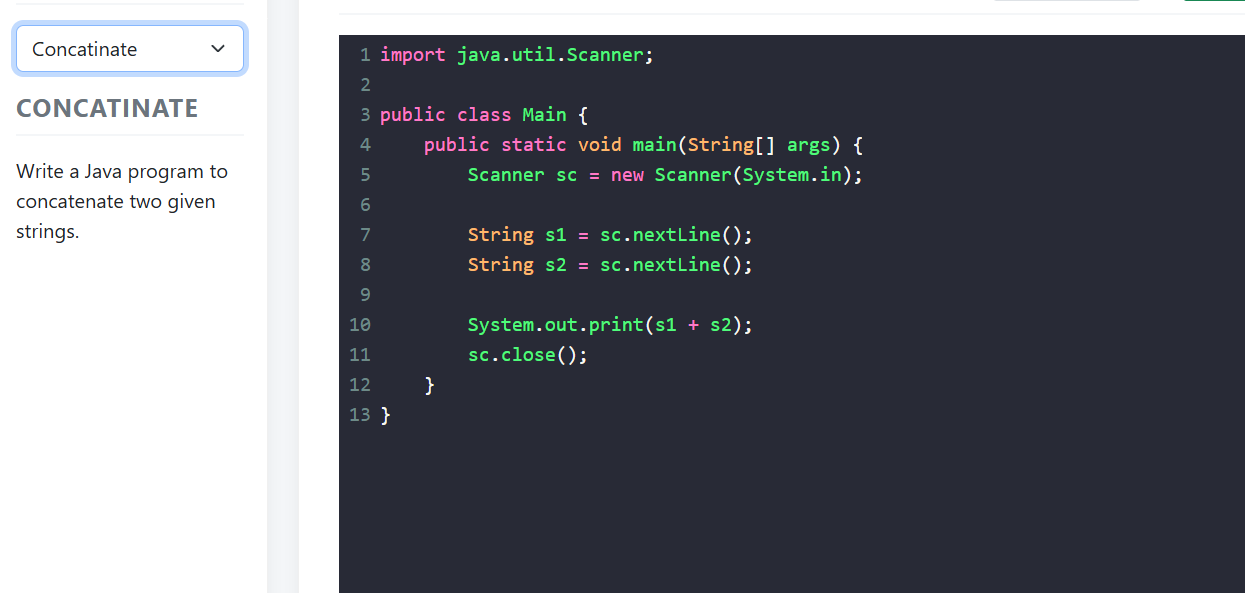 Concatinate
CONCATINATE
Write a Java program to
concatenate two given
strings.
1 import java.util.Scanner;
2
3 public class Main {
4     public static void main(String[] args) {
5         Scanner sc = new Scanner(System.in);
6
7         String s1 = sc.nextLine();
8         String s2 = sc.nextLine();
9
10         System.out.print(s1 + s2);
11         sc.close();
12     }
13 }